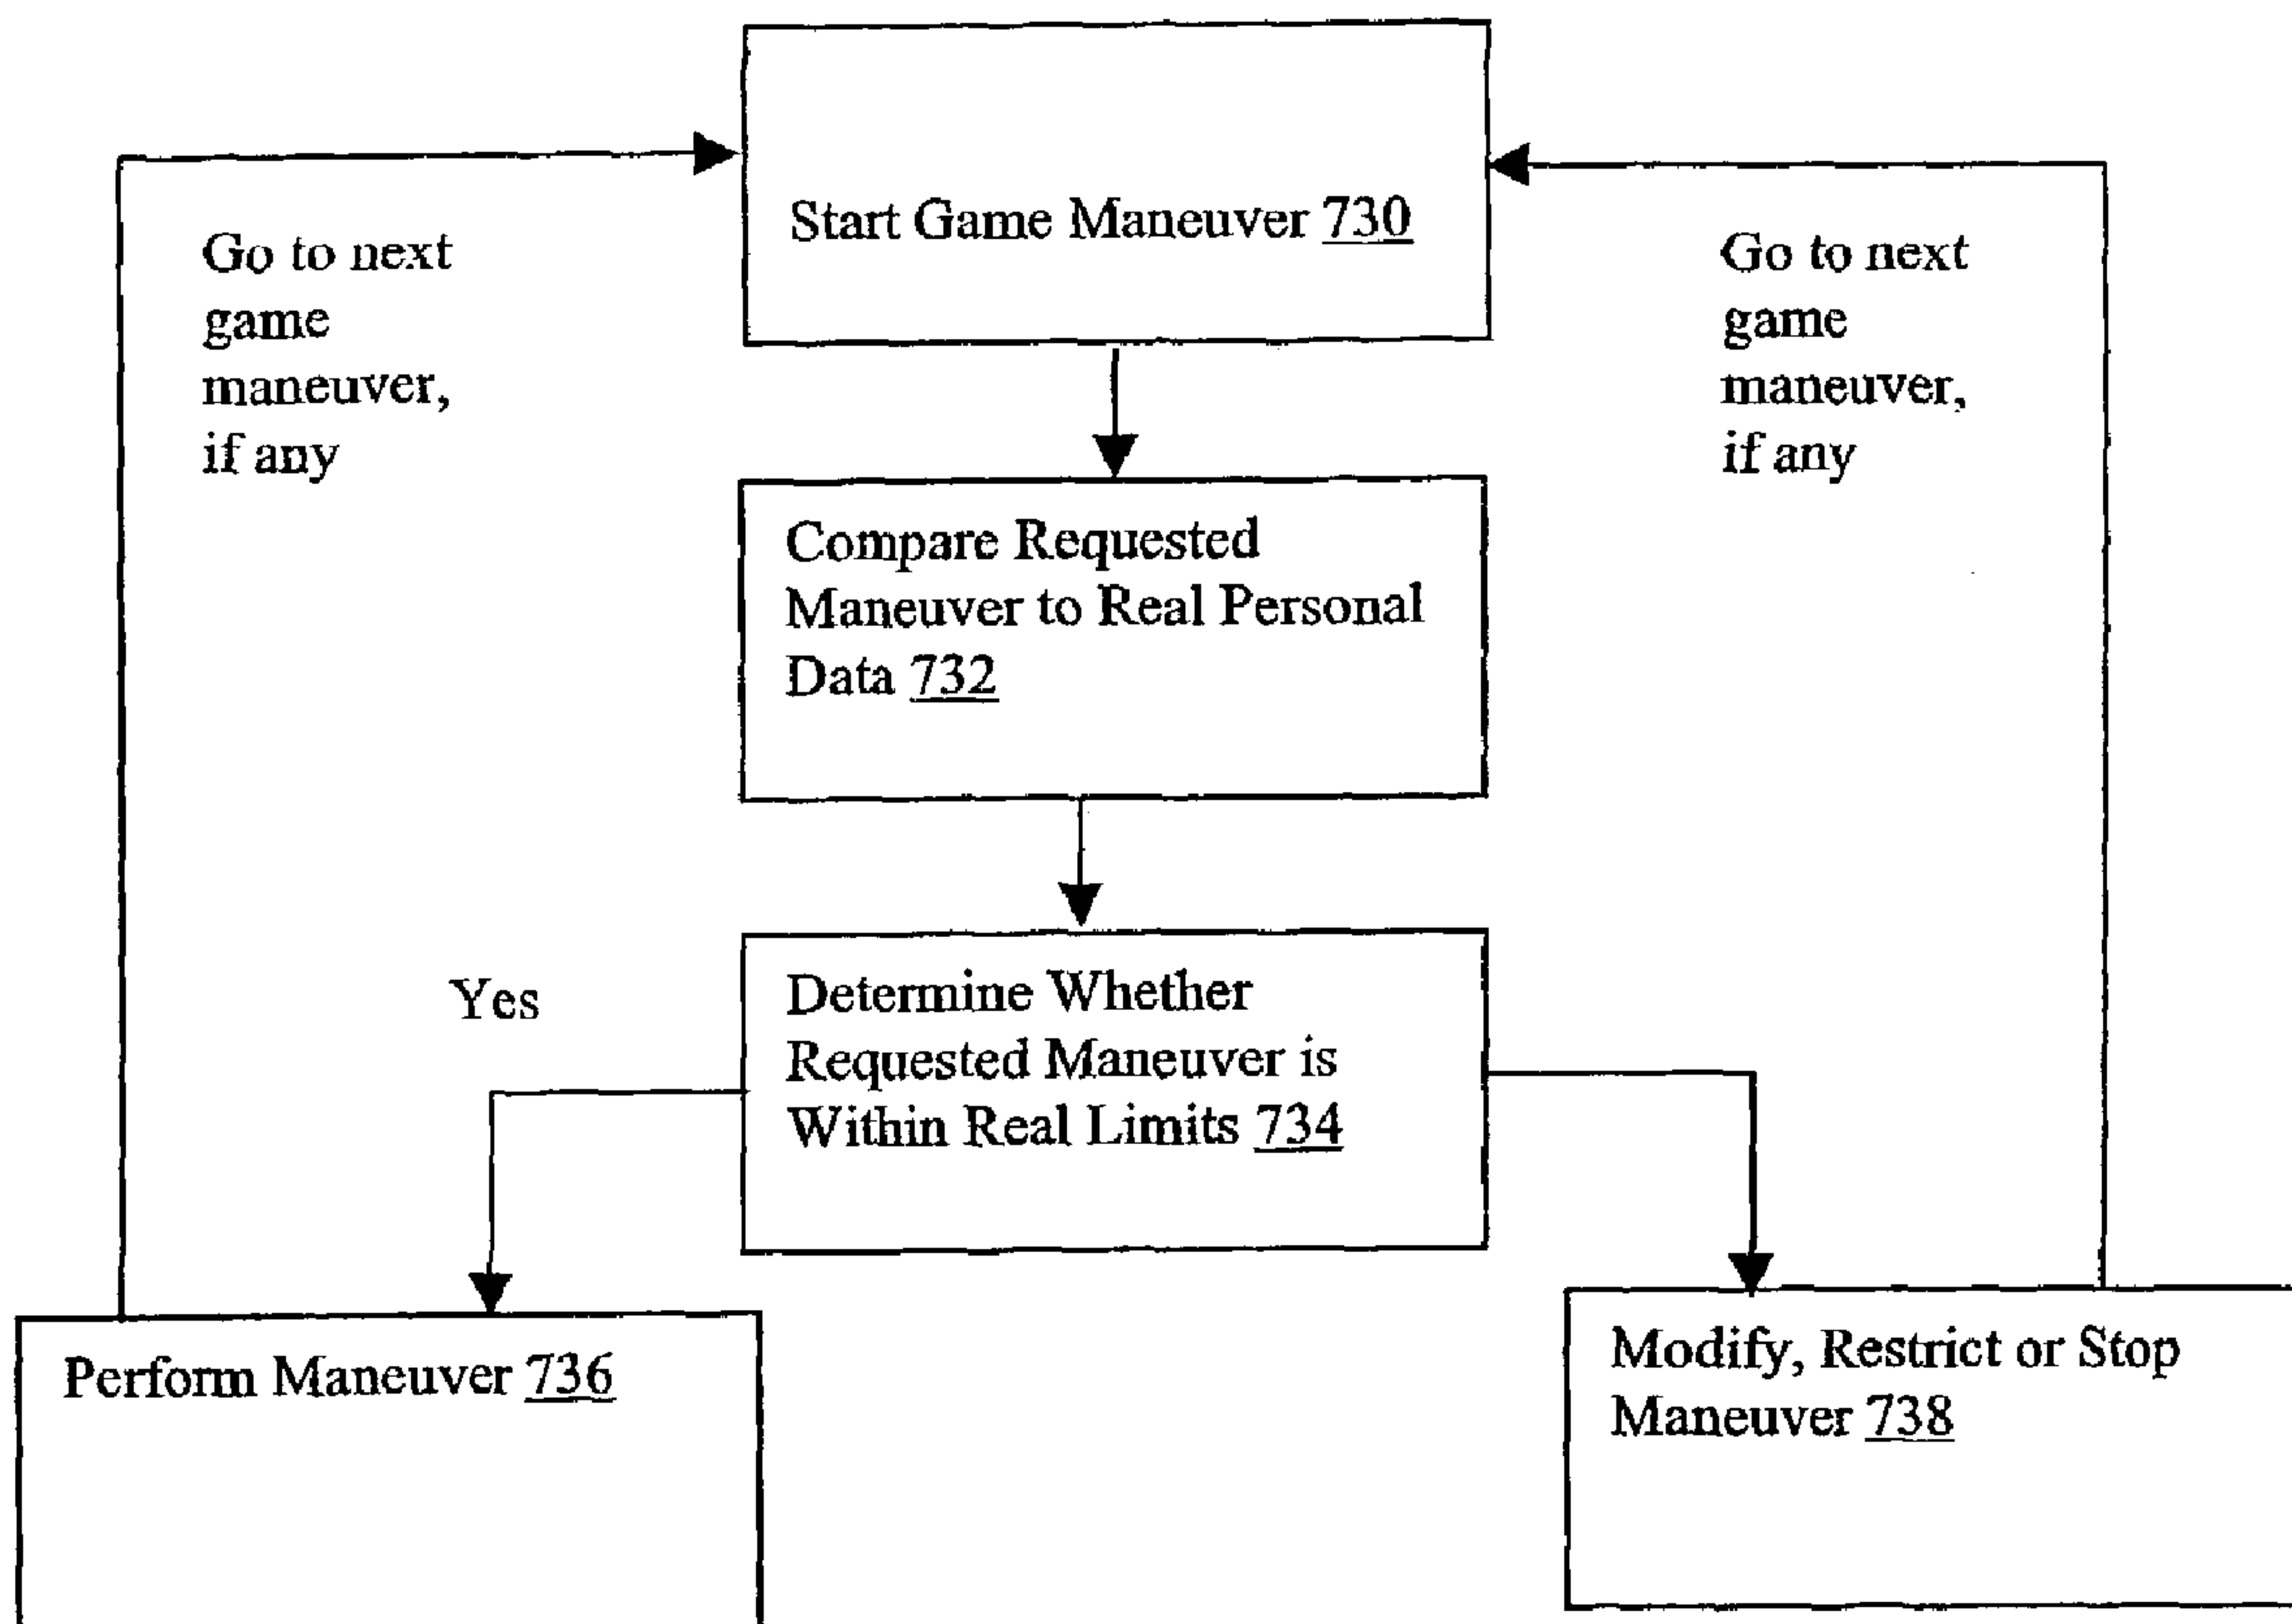 Start Game Maneuver 730
Go to next
game
maneuver,
if any
Go to next
game
maneuver,
if any
Compare Requested
Maneuver to Real Personal
Data 732
Yes
Determine Whether
Requested Maneuver is
Within Real Limits 734
Perform Maneuver 736
Modify, Restrict or Stop
Maneuver 738